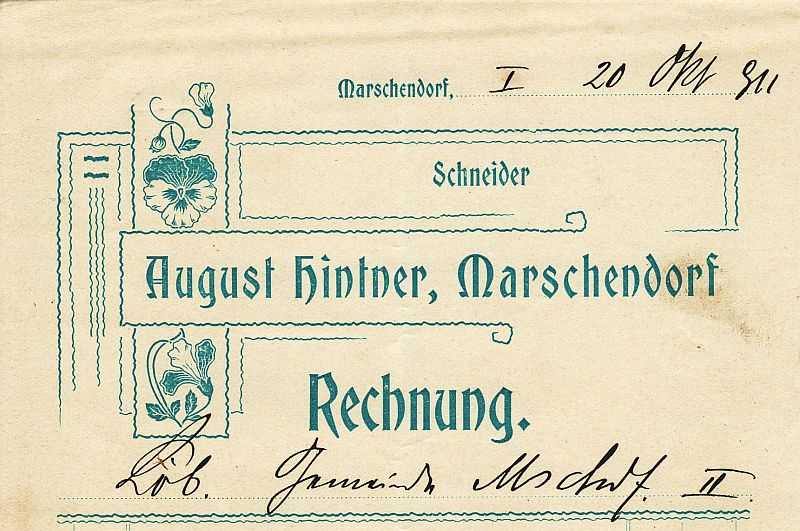 Marschendorf, I 20 Okt 911
Schneider
August Hintner, Marschendorf
Rechnung.
Löb. Gemeinde Mschdf. II